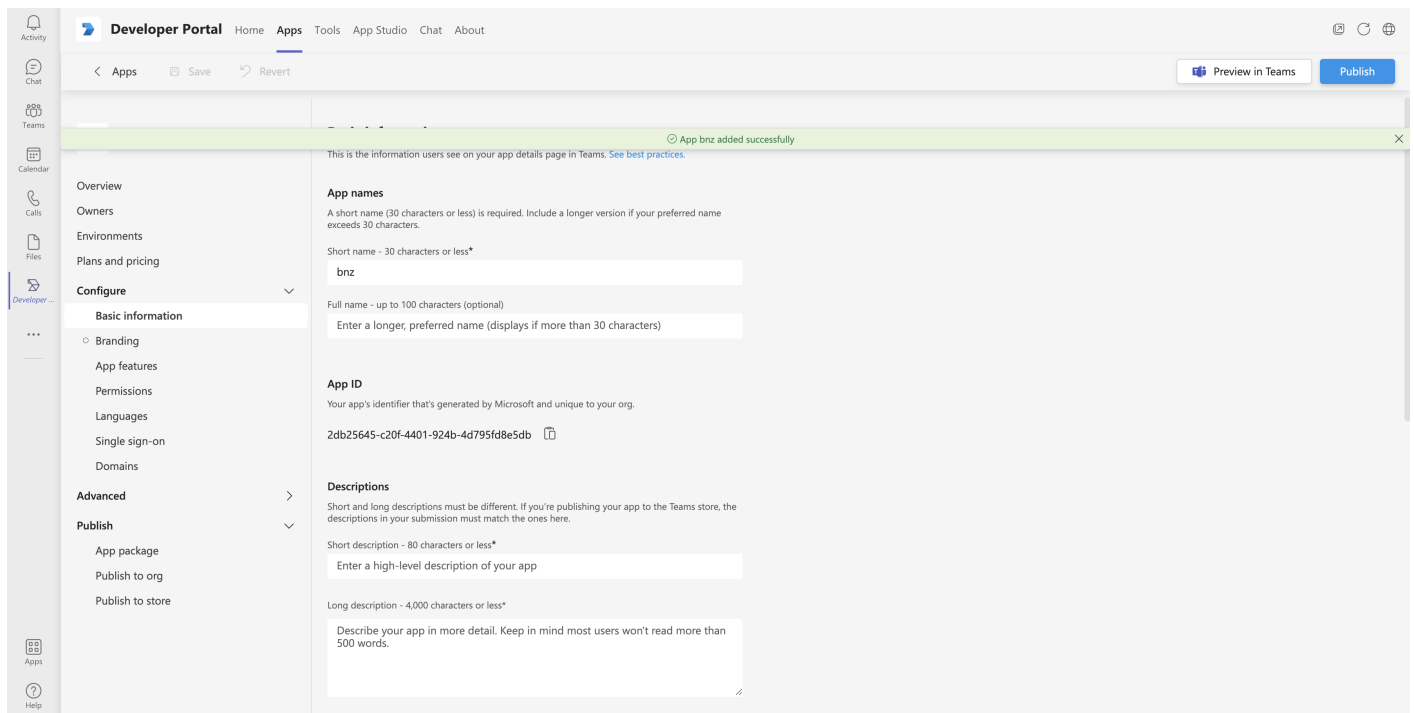 Activity
Chat
Teams
Calendar
Calls
Files
Developer ...
Apps
Help
Developer Portal Home Apps Tools App Studio Chat About
Apps Save Revert
Preview in Teams Publish
App bnz added successfully
This is the information users see on your app details page in Teams. See best practices.
Overview
Owners
Environments
Plans and pricing
Configure
Basic information
Branding
App features
Permissions
Languages
Single sign-on
Domains
Advanced
Publish
App package
Publish to org
Publish to store
App names
A short name (30 characters or less) is required. Include a longer version if your preferred name
exceeds 30 characters.
Short name - 30 characters or less*
bnz
Full name - up to 100 characters (optional)
Enter a longer, preferred name (displays if more than 30 characters)
App ID
Your app's identifier that's generated by Microsoft and unique to your org.
2db25645-c20f-4401-924b-4d795fd8e5db
Descriptions
Short and long descriptions must be different. If you're publishing your app to the Teams store, the
descriptions in your submission must match the ones here.
Short description - 80 characters or less*
Enter a high-level description of your app
Long description - 4,000 characters or less*
Describe your app in more detail. Keep in mind most users won't read more than
500 words.